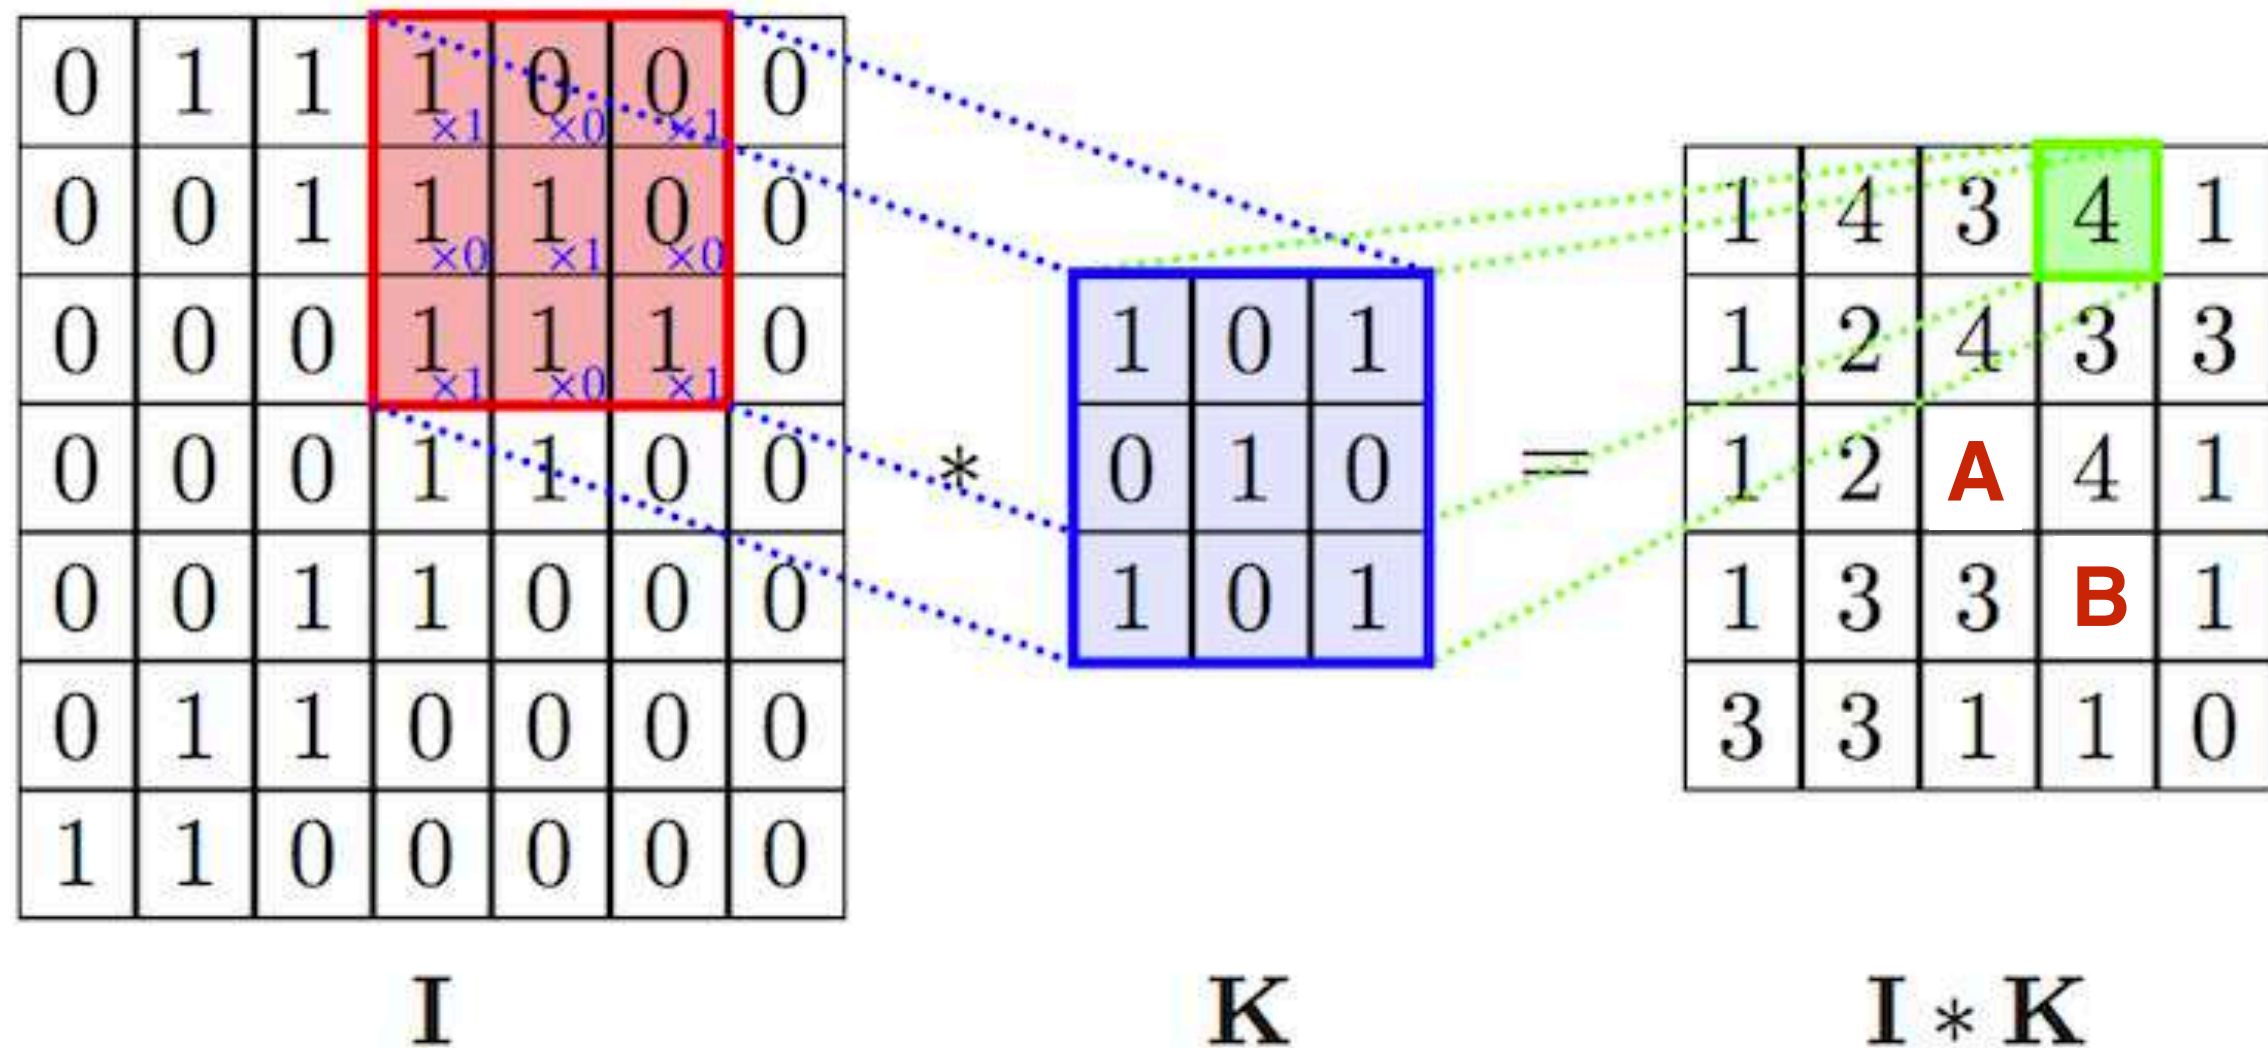 0 1 1 1 0 0 0
×1 ×0 ×1
0 0 1 1 1 0 0
×0 ×1 ×0
0 0 0 1 1 1 0
×1 ×0 ×1
0 0 0 1 1 0 0
0 0 1 1 0 0 0
0 1 1 0 0 0 0
1 1 0 0 0 0 0
I
*
1 0 1
0 1 0
1 0 1
K
=
1 4 3 4 1
1 2 4 3 3
1 2 A 4 1
1 3 3 B 1
3 3 1 1 0
I * K